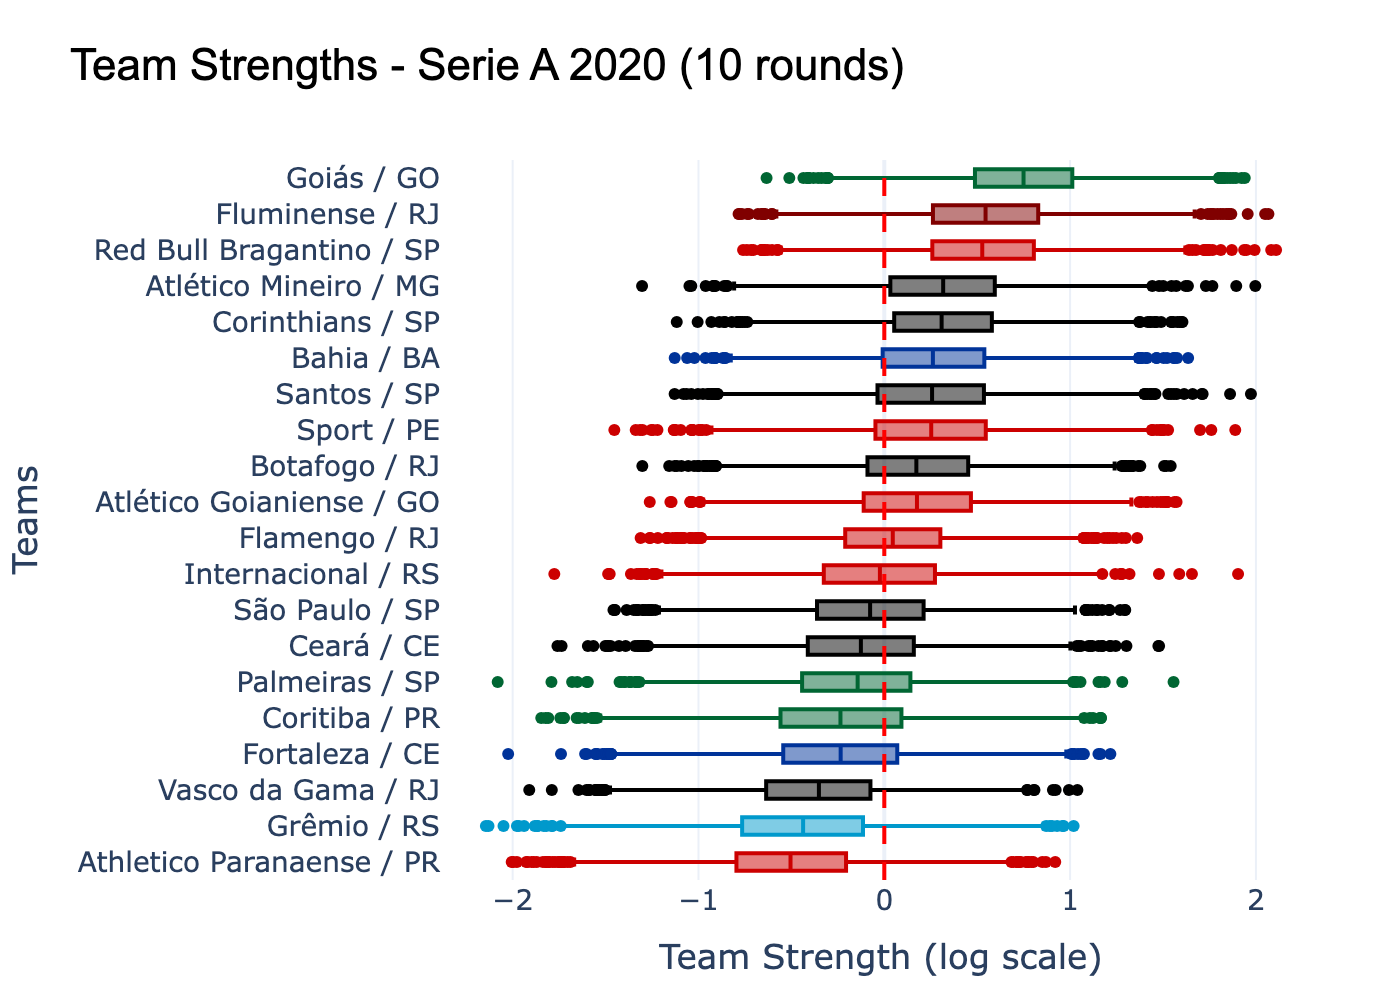 Team Strengths - Serie A 2020 (10 rounds)
Goiás / GO
Fluminense / RJ
Red Bull Bragantino / SP
Atlético Mineiro / MG
Corinthians / SP
Bahia / BA
Santos / SP
Sport / PE
Botafogo / RJ
Atlético Goianiense / GO
Flamengo / RJ
Internacional / RS
São Paulo / SP
Ceará / CE
Palmeiras / SP
Coritiba / PR
Fortaleza / CE
Vasco da Gama / RJ
Grêmio / RS
Athletico Paranaense / PR
Teams
−2 −1 0 1 2
Team Strength (log scale)